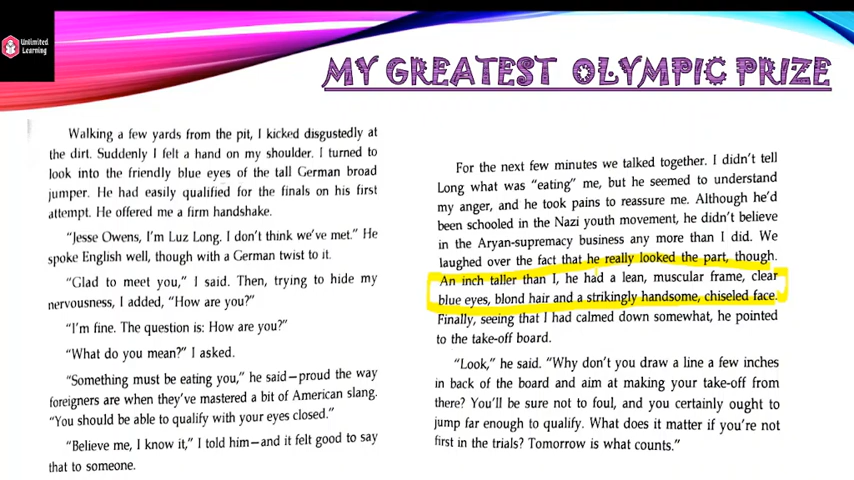 Unlimited
Learning
MY GREATEST OLYMPIC PRIZE
Walking a few yards from the pit, I kicked disgustedly at
the dirt. Suddenly I felt a hand on my shoulder. I turned to
look into the friendly blue eyes of the tall German broad
jumper. He had easily qualified for the finals on his first
attempt. He offered me a firm handshake.
"Jesse Owens, I'm Luz Long. I don't think we've met." He
spoke English well, though with a German twist to it.
"Glad to meet you," I said. Then, trying to hide my
nervousness, I added, "How are you?"
"I'm fine. The question is: How are you?"
"What do you mean?" I asked.
"Something must be eating you," he said—proud the way
foreigners are when they've mastered a bit of American slang.
"You should be able to qualify with your eyes closed."
"Believe me, I know it," I told him—and it felt good to say
that to someone.
For the next few minutes we talked together. I didn't tell
Long what was "eating" me, but he seemed to understand
my anger, and he took pains to reassure me. Although he'd
been schooled in the Nazi youth movement, he didn't believe
in the Aryan-supremacy business any more than I did. We
laughed over the fact that he really looked the part, though.
An inch taller than I, he had a lean, muscular frame, clear
blue eyes, blond hair and a strikingly handsome, chiseled face.
Finally, seeing that I had calmed down somewhat, he pointed
to the take-off board.
"Look," he said. "Why don't you draw a line a few inches
in back of the board and aim at making your take-off from
there? You'll be sure not to foul, and you certainly ought to
jump far enough to qualify. What does it matter if you're not
first in the trials? Tomorrow is what counts."